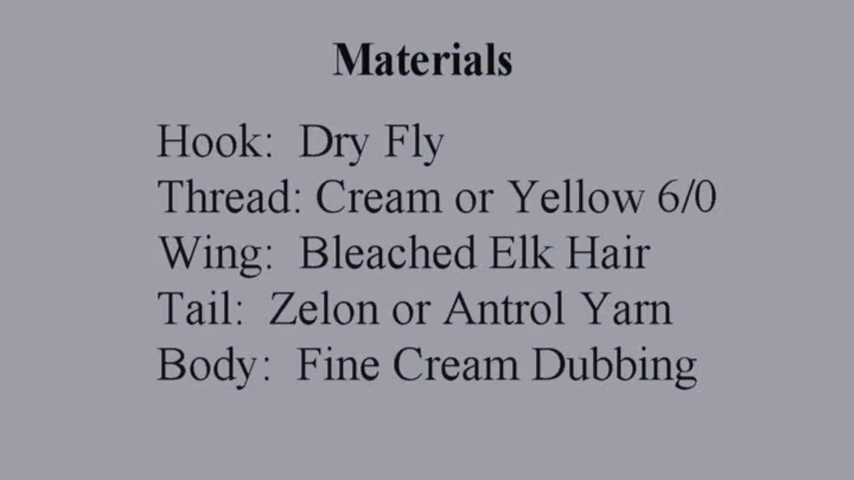 Materials
Hook: Dry Fly
Thread: Cream or Yellow 6/0
Wing: Bleached Elk Hair
Tail: Zelon or Antrol Yarn
Body: Fine Cream Dubbing